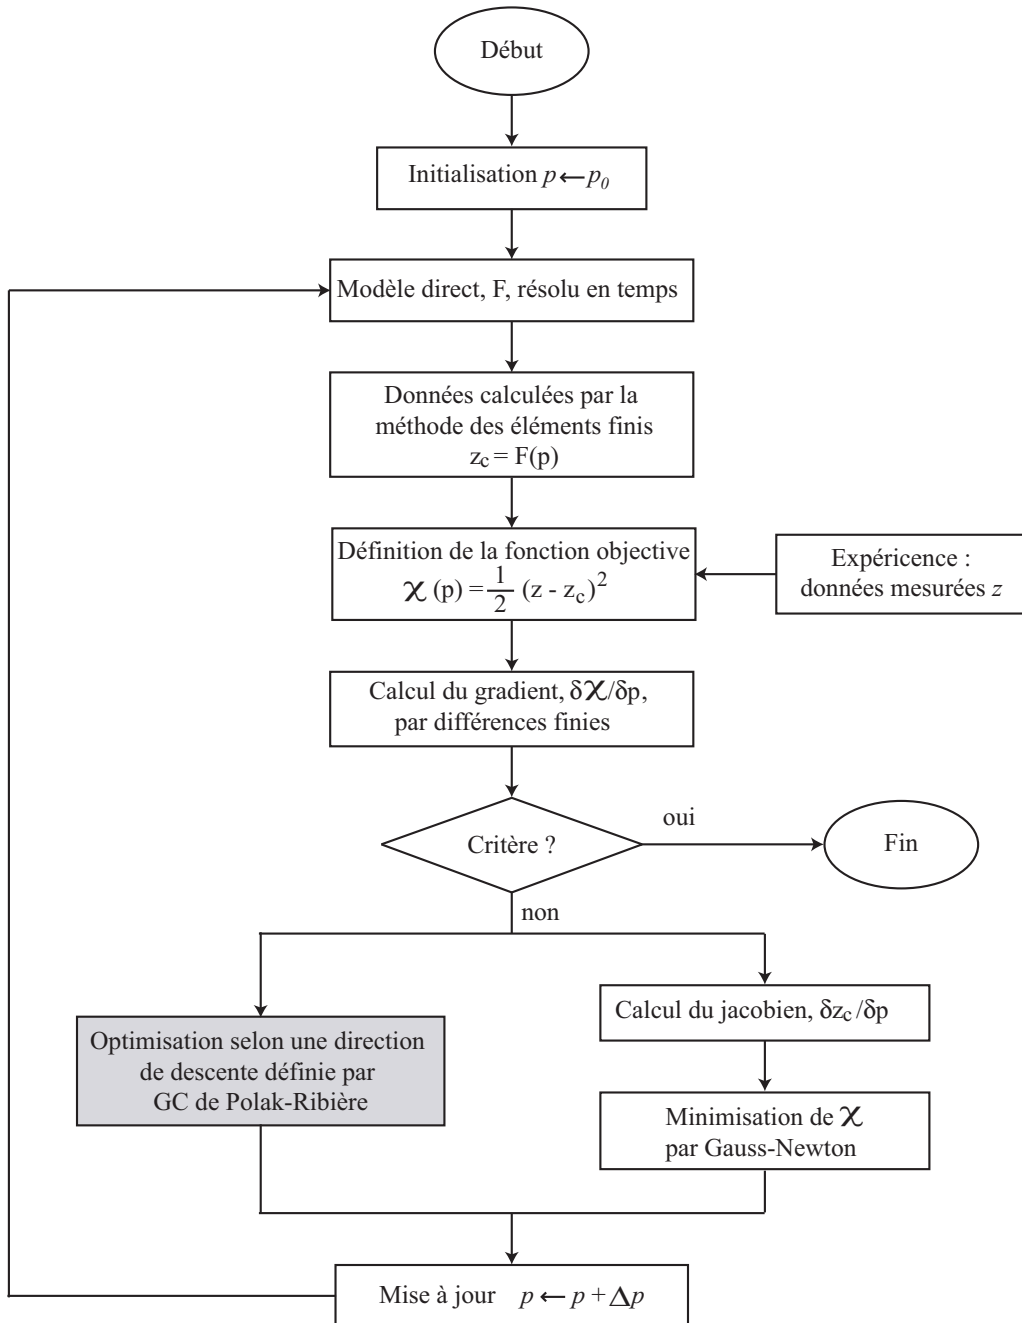 Début
Initialisation p ← p₀
Modèle direct, F, résolu en temps
Données calculées par la
méthode des éléments finis
z_c = F(p)
Définition de la fonction objective
χ (p) = 1/2 (z - z_c)²
Expéricence :
données mesurées z
Calcul du gradient, δχ/δp,
par différences finies
Critère ?
oui
Fin
non
Calcul du jacobien, δz_c/δp
Optimisation selon une direction
de descente définie par
GC de Polak-Ribière
Minimisation de χ
par Gauss-Newton
Mise à jour p ← p + Δp